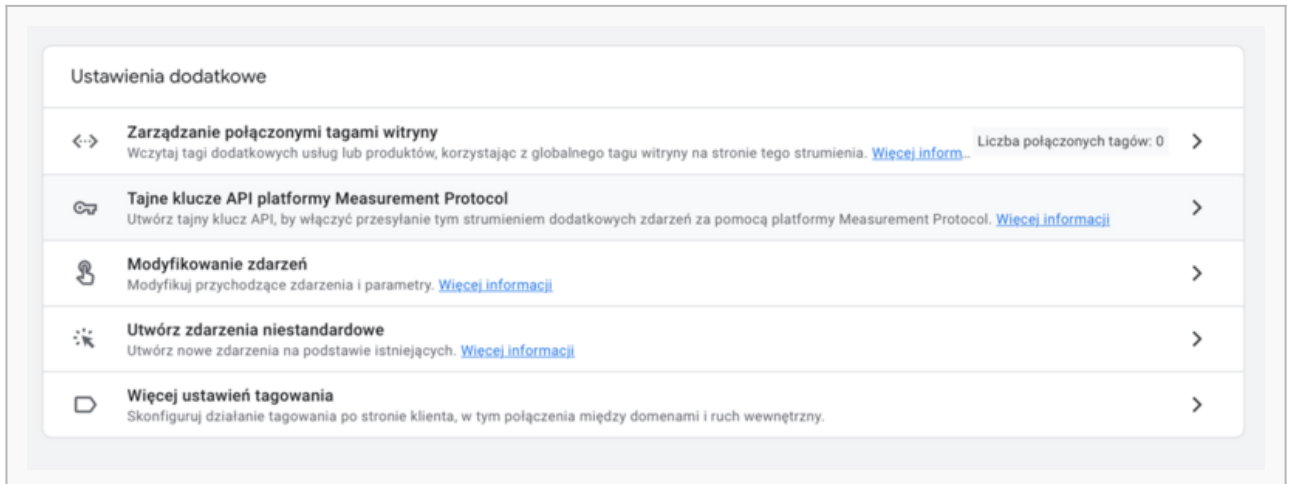 Ustawienia dodatkowe
Zarządzanie połączonymi tagami witryny
Wczytaj tagi dodatkowych usług lub produktów, korzystając z globalnego tagu witryny na stronie tego strumienia. Więcej inform...
Liczba połączonych tagów: 0
Tajne klucze API platformy Measurement Protocol
Utwórz tajny klucz API, by włączyć przesyłanie tym strumieniem dodatkowych zdarzeń za pomocą platformy Measurement Protocol. Więcej informacji
Modyfikowanie zdarzeń
Modyfikuj przychodzące zdarzenia i parametry. Więcej informacji
Utwórz zdarzenia niestandardowe
Utwórz nowe zdarzenia na podstawie istniejących. Więcej informacji
Więcej ustawień tagowania
Skonfiguruj działanie tagowania po stronie klienta, w tym połączenia między domenami i ruch wewnętrzny.